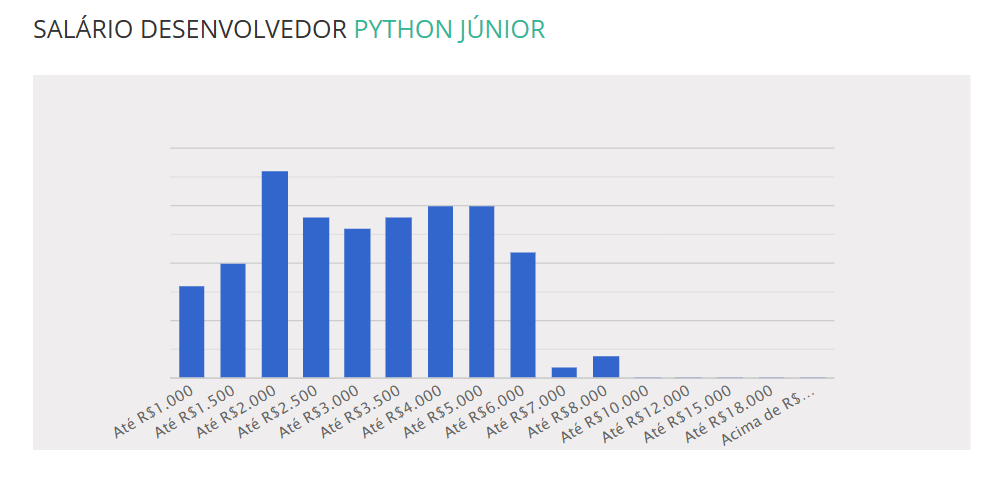 SALÁRIO DESENVOLVEDOR PYTHON JÚNIOR
Até R$1.000
Até R$1.500
Até R$2.000
Até R$2.500
Até R$3.000
Até R$3.500
Até R$4.000
Até R$5.000
Até R$6.000
Até R$7.000
Até R$8.000
Até R$10.000
Até R$12.000
Até R$15.000
Até R$18.000
Acima de R$...